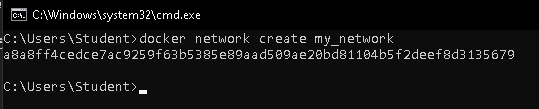 C:\Windows\system32\cmd.exe
C:\Users\Student>docker network create my_network
a8a8ff4cedce7ac9259f63b5385e89aad509ae20bd81104b5f2deef8d3135679
C:\Users\Student>